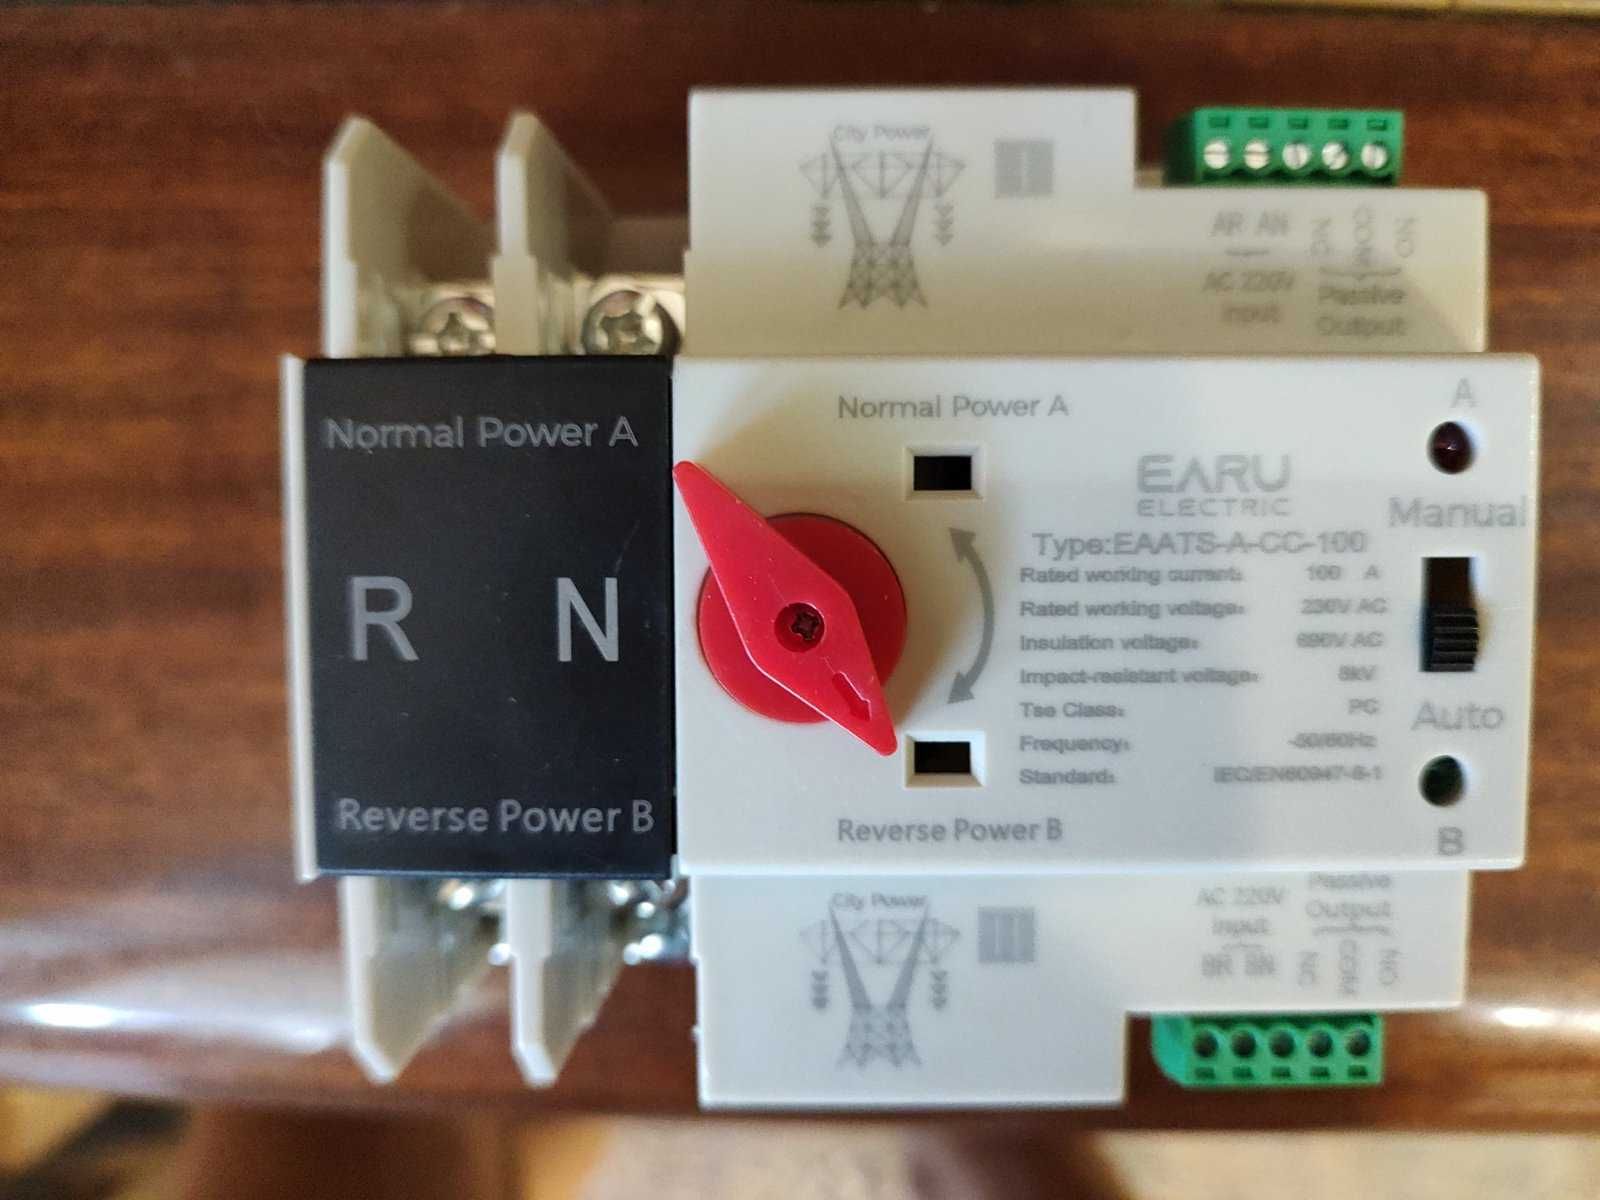 City Power
I
AR AN
NC COM NO
AC 220V
Input
Passive
Output
Normal Power A
R N
Reverse Power B
Normal Power A
EARU
ELECTRIC
Type:EAATS-A-CC-100
Rated working current: 100 A
Rated working voltage: 230V AC
Insulation voltage: 690V AC
Impact-resistant voltage: 8kV
Tse Class: PC
Frequency: -50/60Hz
Standard: IEC/EN60947-6-1
Reverse Power B
A
Manual
Auto
B
City Power
II
AC 220V
Input
BR BN
Passive
Output
NC COM NO